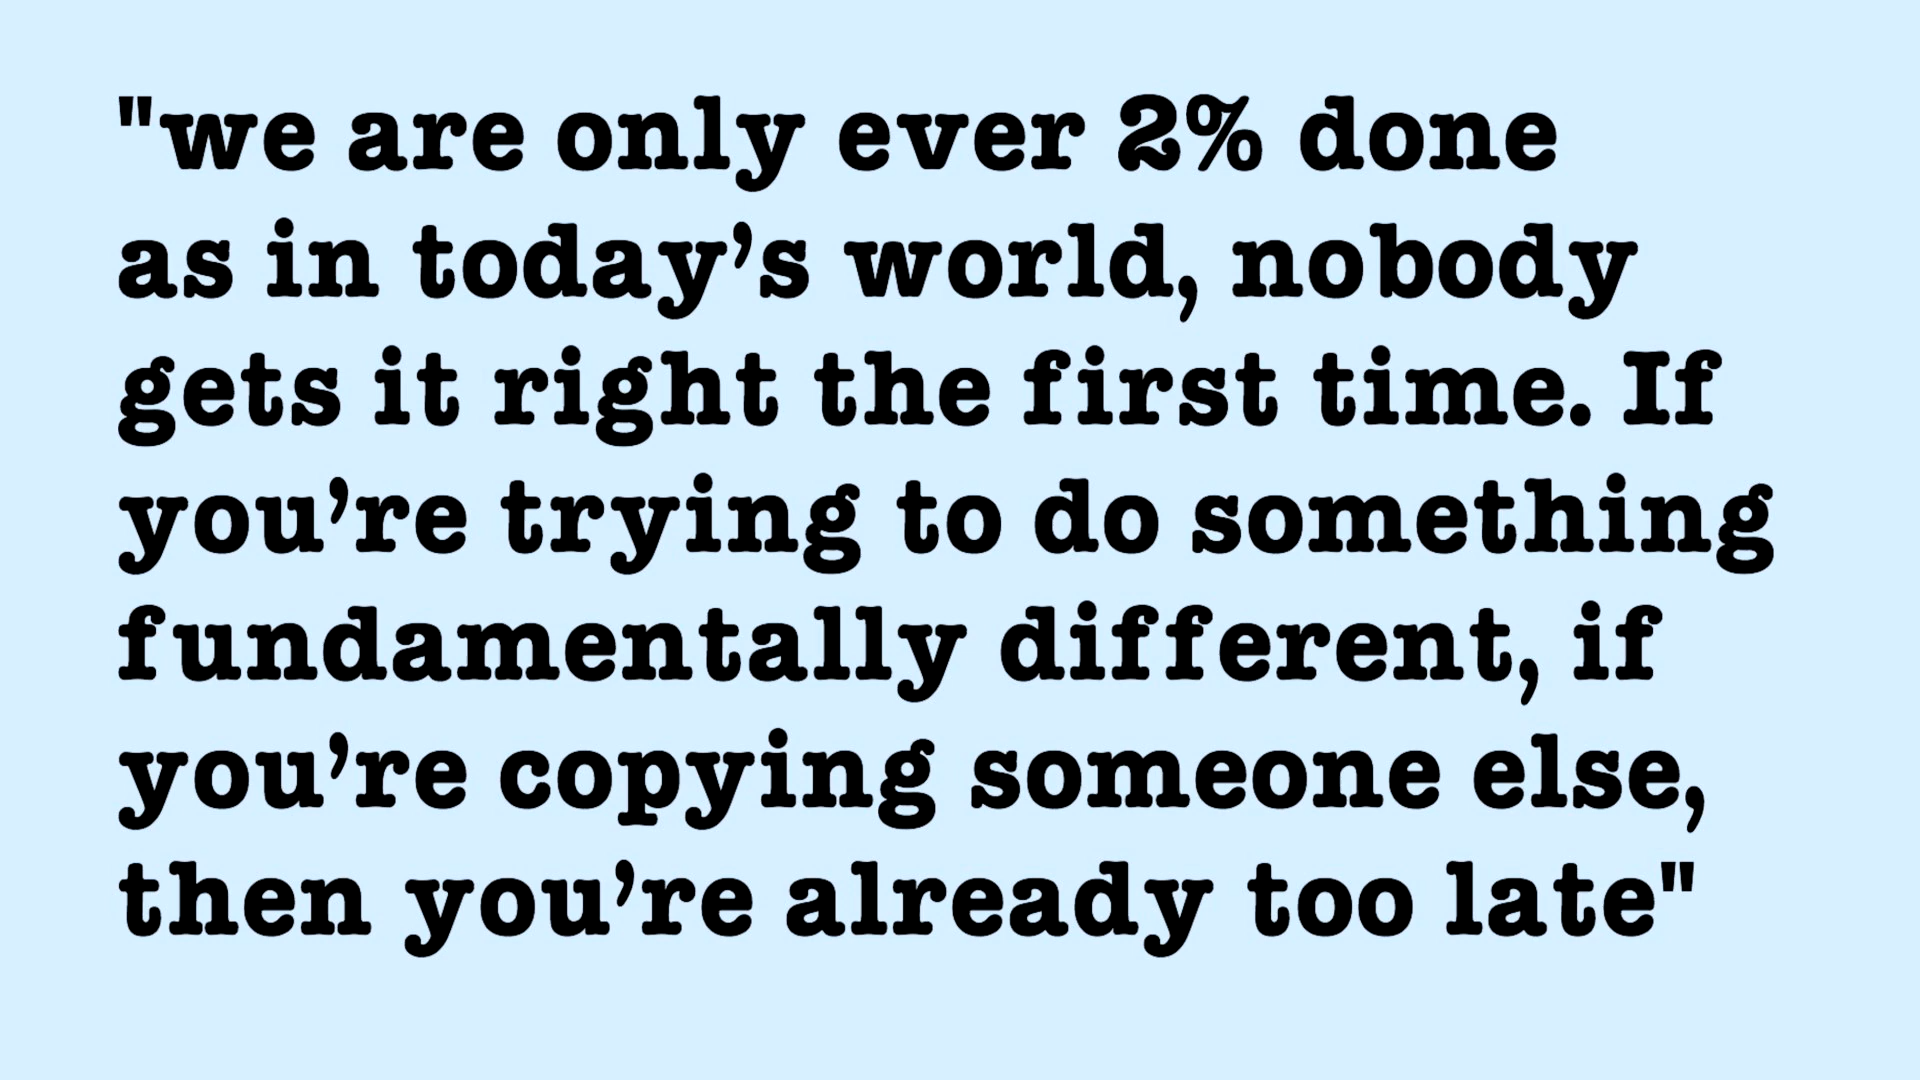 "we are only ever 2% done
as in today’s world, nobody
gets it right the first time. If
you’re trying to do something
fundamentally different, if
you’re copying someone else,
then you’re already too late"